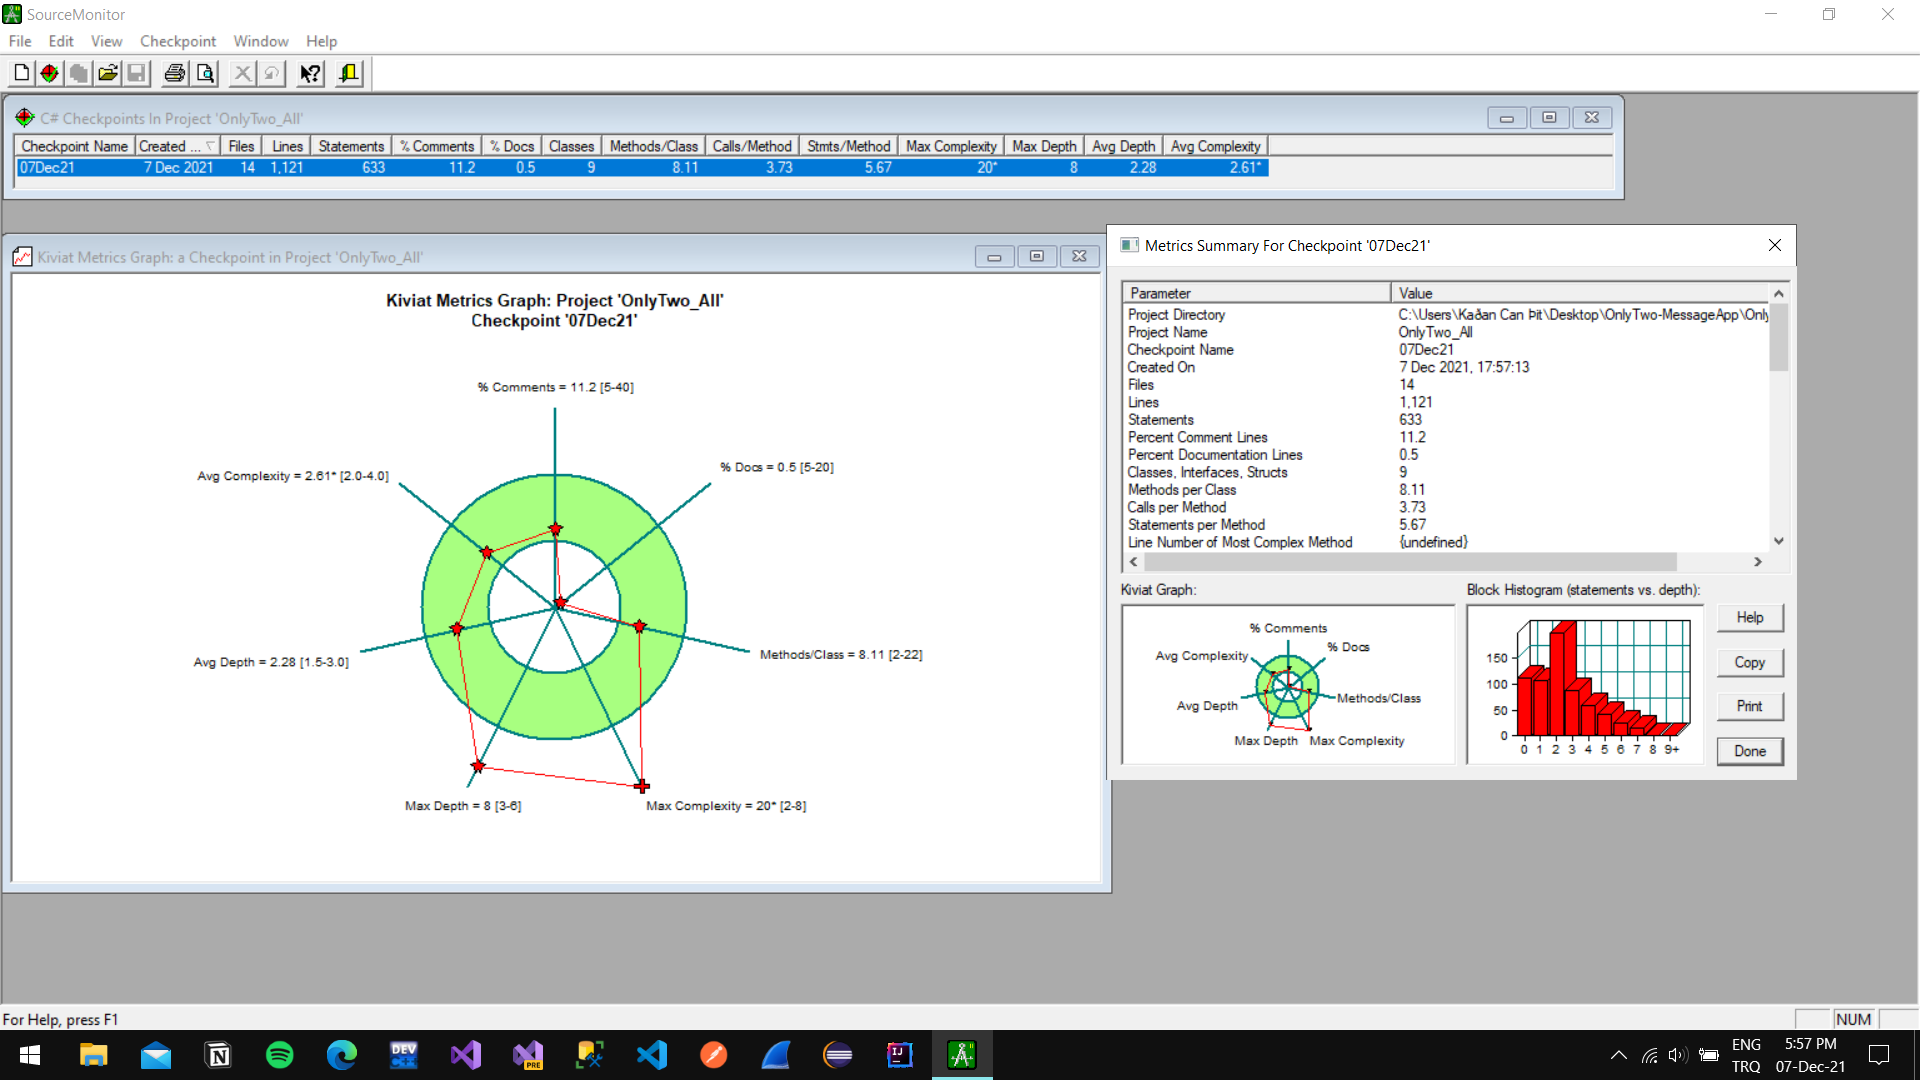 SourceMonitor
File Edit View Checkpoint Window Help
C# Checkpoints In Project 'OnlyTwo_All'
Checkpoint Name Created ... Files Lines Statements % Comments % Docs Classes Methods/Class Calls/Method Stmts/Method Max Complexity Max Depth Avg Depth Avg Complexity
07Dec21 7 Dec 2021 14 1,121 633 11.2 0.5 9 8.11 3.73 5.67 20* 8 2.28 2.61*
Kiviat Metrics Graph: a Checkpoint in Project 'OnlyTwo_All'
Kiviat Metrics Graph: Project 'OnlyTwo_All'
Checkpoint '07Dec21'
% Comments = 11.2 [5-40]
% Docs = 0.5 [5-20]
Avg Complexity = 2.61* [2.0-4.0]
Methods/Class = 8.11 [2-22]
Avg Depth = 2.28 [1.5-3.0]
Max Depth = 8 [3-6]
Max Complexity = 20* [2-8]
Metrics Summary For Checkpoint '07Dec21'
Parameter Value
Project Directory C:\Users\Kaðan Can Þit\Desktop\OnlyTwo-MessageApp\Only
Project Name OnlyTwo_All
Checkpoint Name 07Dec21
Created On 7 Dec 2021, 17:57:13
Files 14
Lines 1,121
Statements 633
Percent Comment Lines 11.2
Percent Documentation Lines 0.5
Classes, Interfaces, Structs 9
Methods per Class 8.11
Calls per Method 3.73
Statements per Method 5.67
Line Number of Most Complex Method {undefined}
Kiviat Graph:
% Comments
% Docs
Avg Complexity
Methods/Class
Avg Depth
Max Depth Max Complexity
Block Histogram (statements vs. depth):
150
100
50
0
0 1 2 3 4 5 6 7 8 9+
Help
Copy
Print
Done
For Help, press F1
NUM
DEV
C++
PRE
IJ
ENG
TRQ
5:57 PM
07-Dec-21